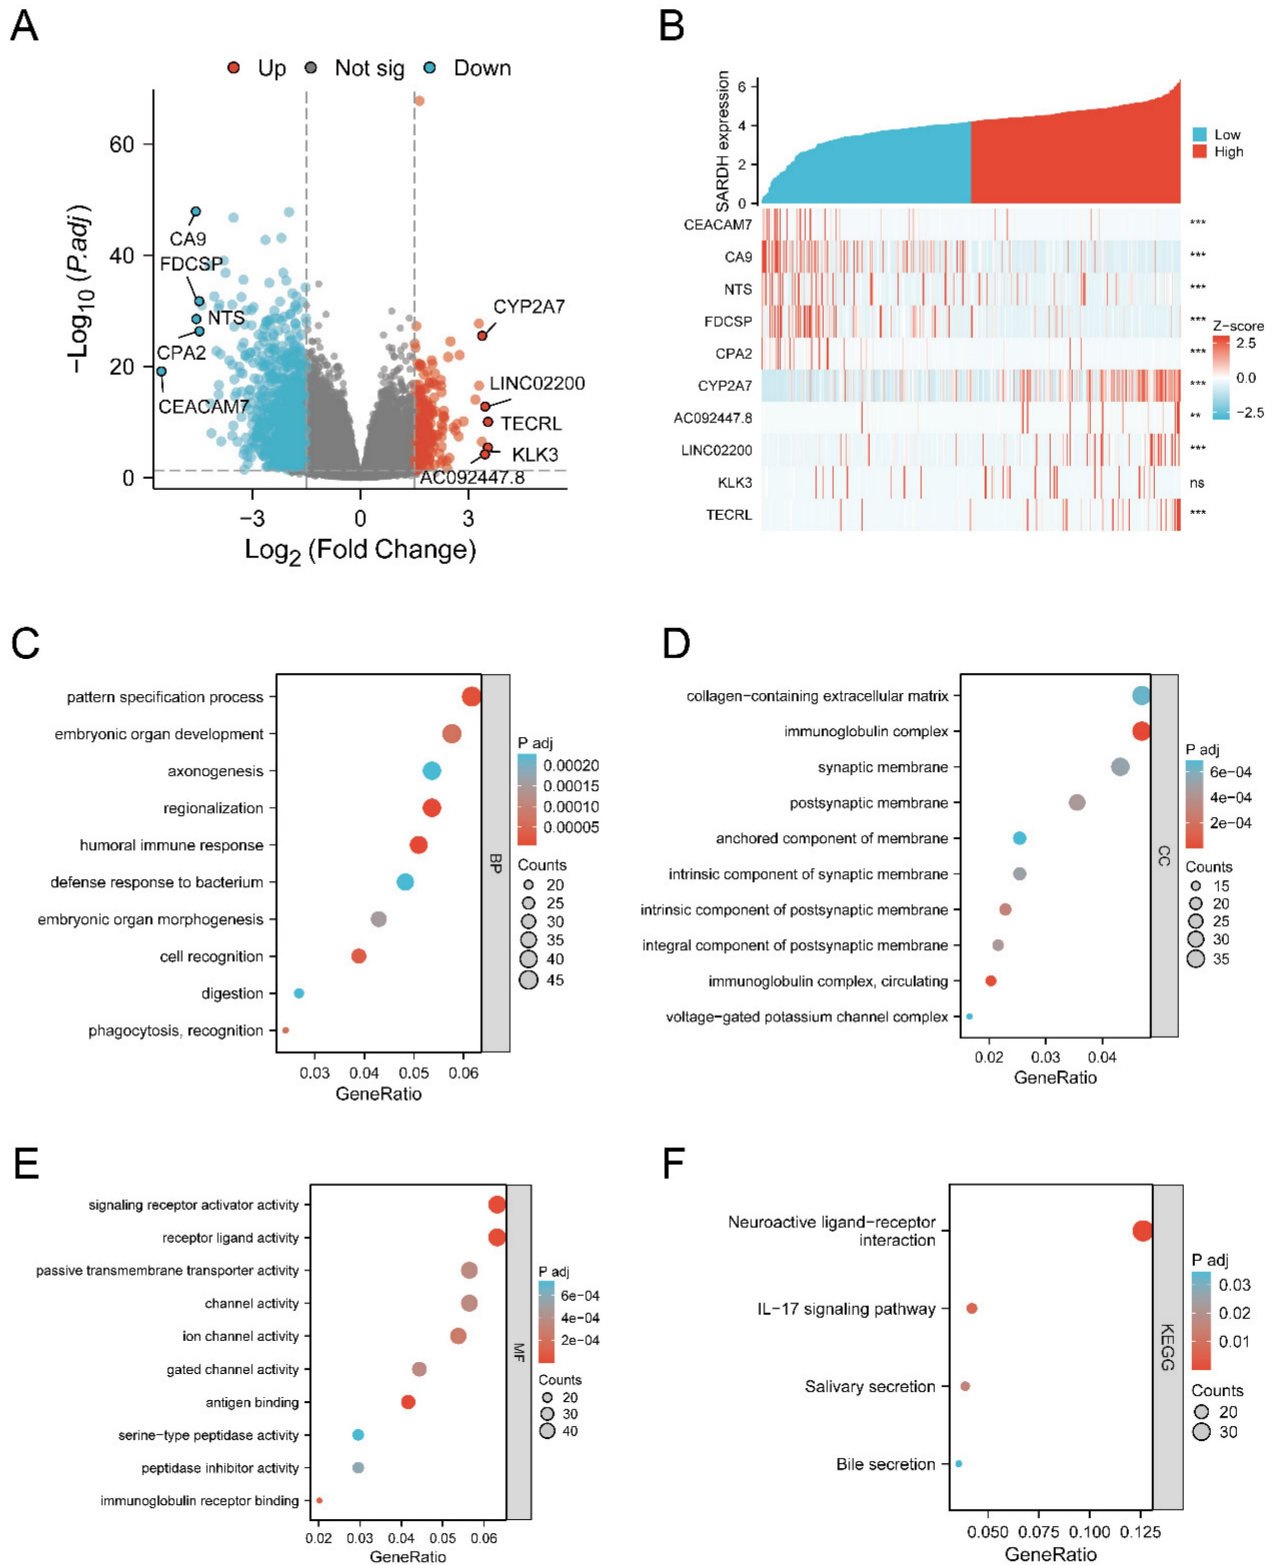 A
Up Not sig Down
−Log10 (P.adj)
60
40
20
0
CA9
FDCSP
NTS
CPA2
CEACAM7
CYP2A7
LINC02200
TECRL
KLK3
AC092447.8
−3 0 3
Log2 (Fold Change)
B
SARDH expression
6
4
2
0
Low
High
CEACAM7 ***
CA9 ***
NTS ***
FDCSP ***
CPA2 ***
CYP2A7 ***
AC092447.8 **
LINC02200 ***
KLK3 ns
TECRL ***
Z−score
2.5
0.0
−2.5
C
pattern specification process
embryonic organ development
axonogenesis
regionalization
humoral immune response
defense response to bacterium
embryonic organ morphogenesis
cell recognition
digestion
phagocytosis, recognition
0.03 0.04 0.05 0.06
GeneRatio
BP
P adj
0.00020
0.00015
0.00010
0.00005
Counts
20
25
30
35
40
45
D
collagen−containing extracellular matrix
immunoglobulin complex
synaptic membrane
postsynaptic membrane
anchored component of membrane
intrinsic component of synaptic membrane
intrinsic component of postsynaptic membrane
integral component of postsynaptic membrane
immunoglobulin complex, circulating
voltage−gated potassium channel complex
0.02 0.03 0.04
GeneRatio
CC
P adj
6e−04
4e−04
2e−04
Counts
15
20
25
30
35
E
signaling receptor activator activity
receptor ligand activity
passive transmembrane transporter activity
channel activity
ion channel activity
gated channel activity
antigen binding
serine−type peptidase activity
peptidase inhibitor activity
immunoglobulin receptor binding
0.02 0.03 0.04 0.05 0.06
GeneRatio
MF
P adj
6e−04
4e−04
2e−04
Counts
20
30
40
F
Neuroactive ligand−receptor
interaction
IL−17 signaling pathway
Salivary secretion
Bile secretion
0.050 0.075 0.100 0.125
GeneRatio
KEGG
P adj
0.03
0.02
0.01
Counts
20
30